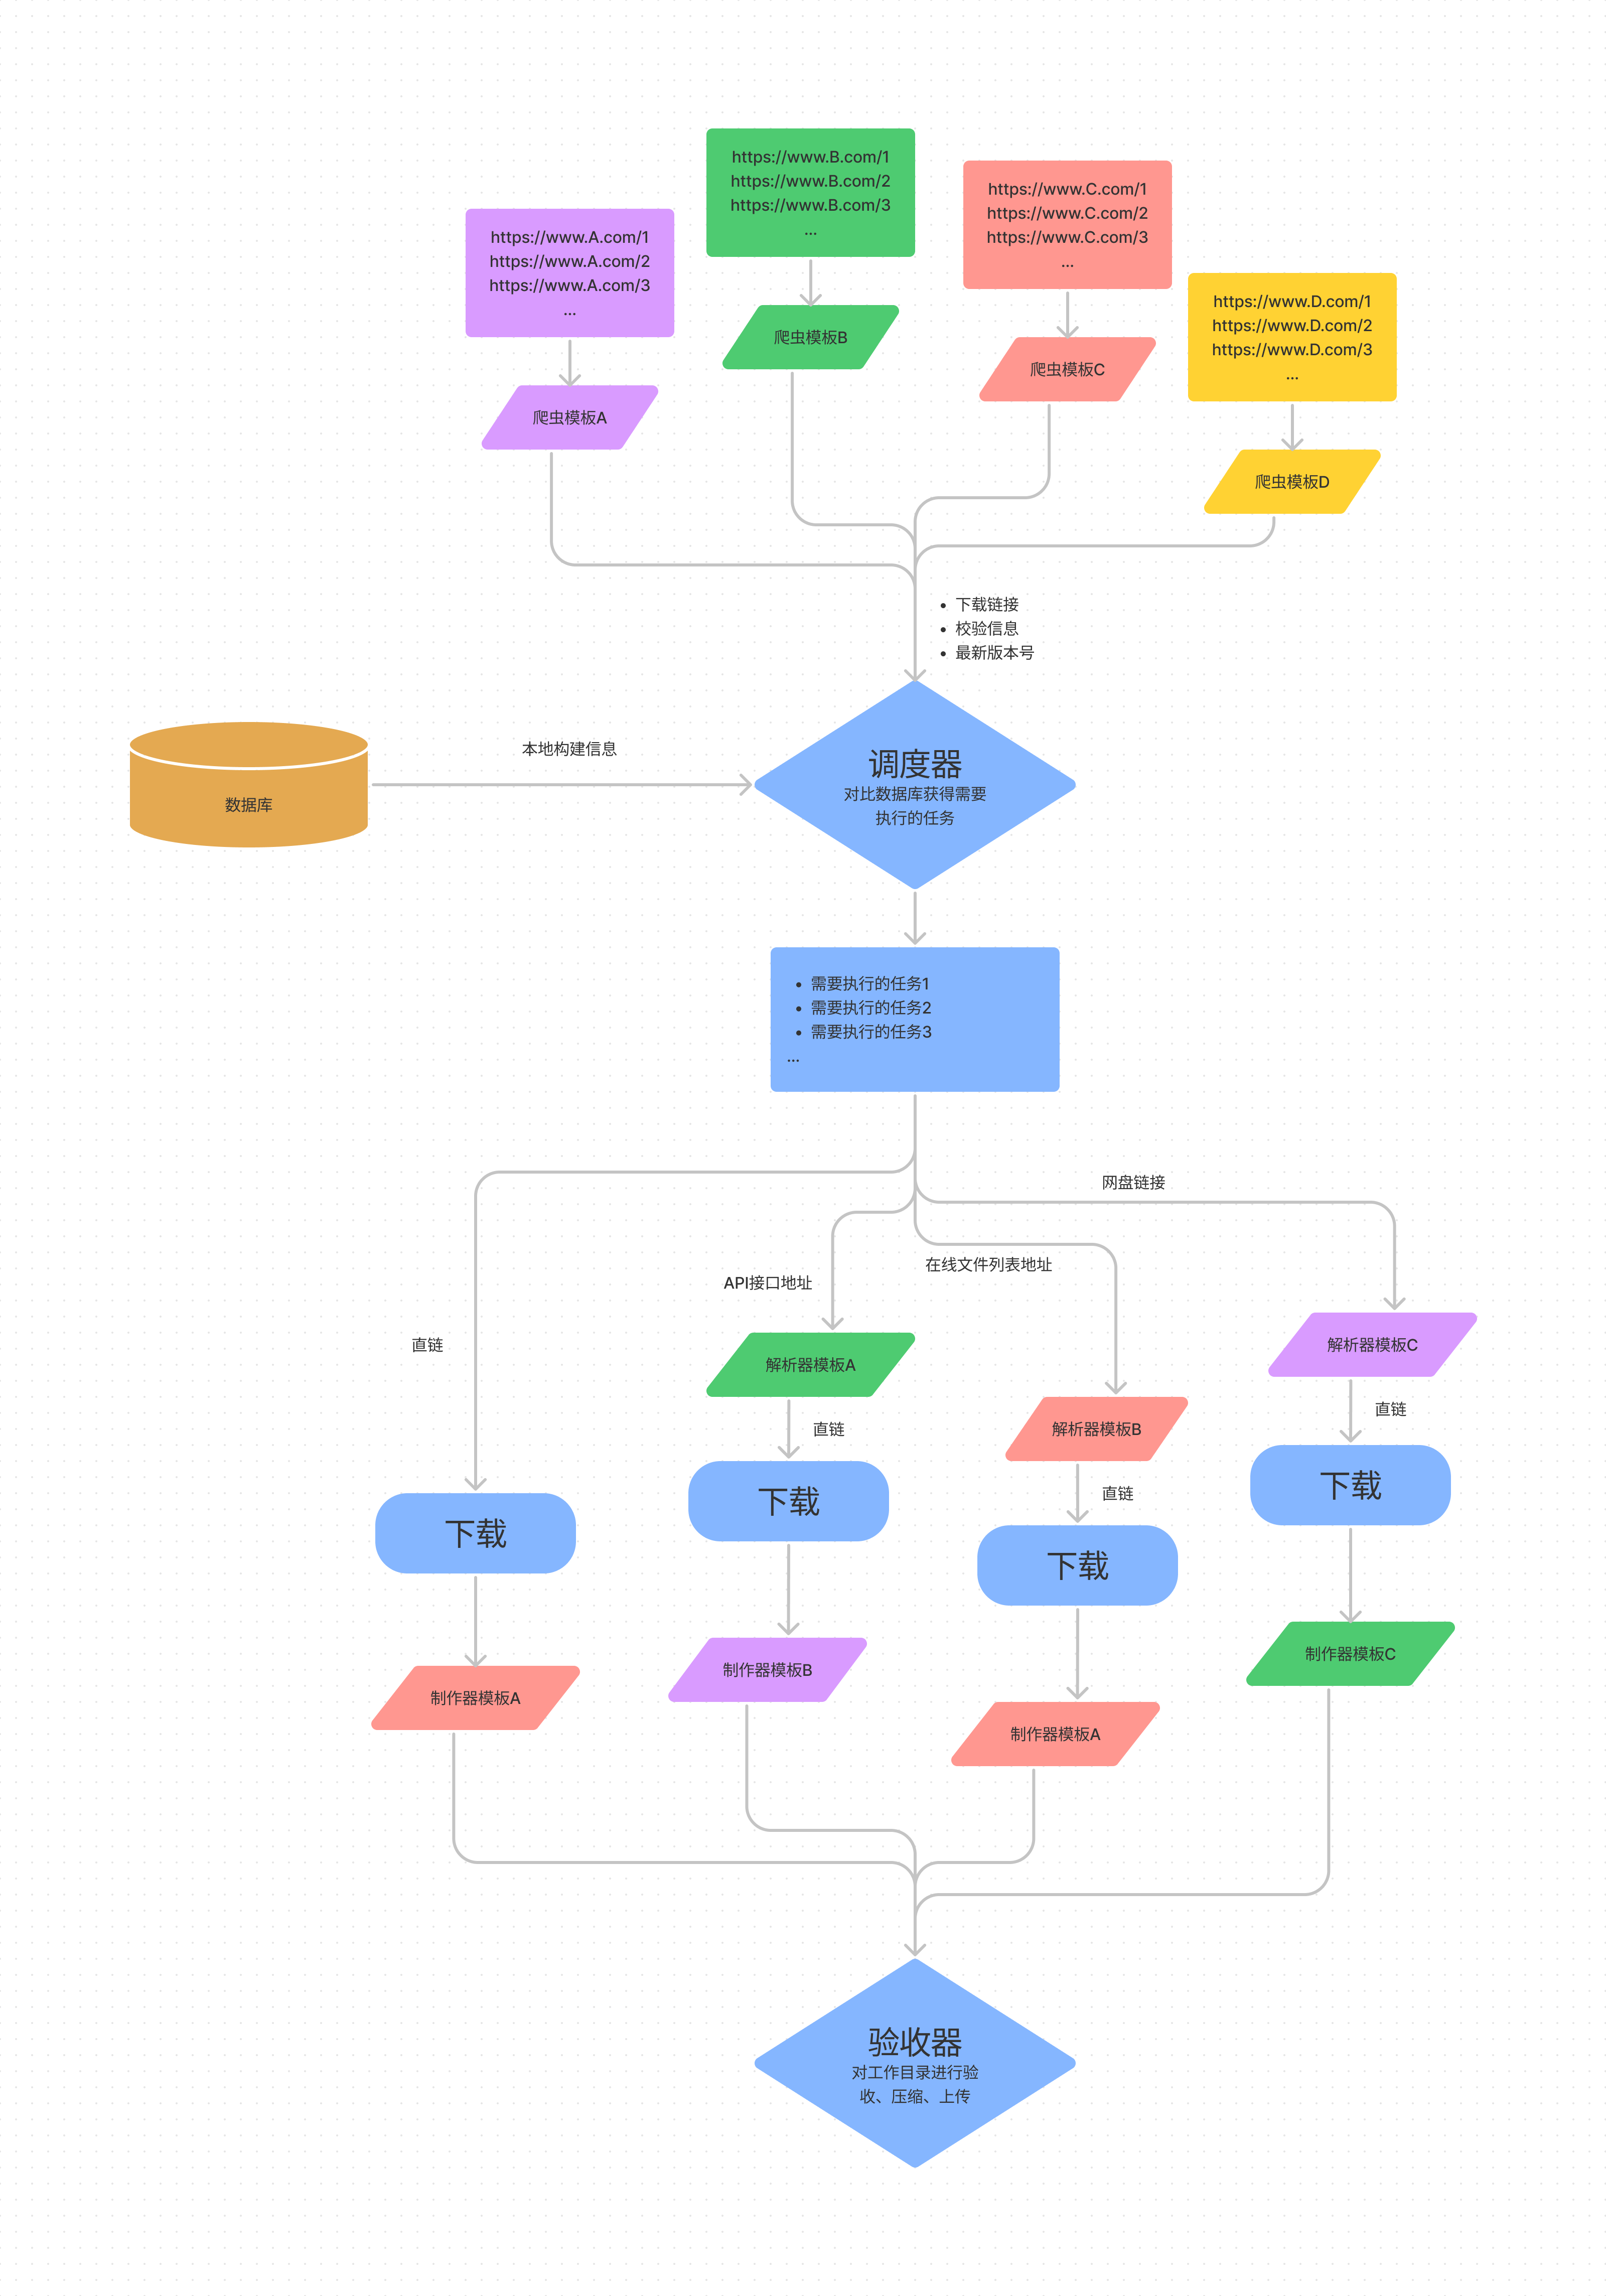 https://www.B.com/1
https://www.B.com/2
https://www.B.com/3
...
https://www.C.com/1
https://www.C.com/2
https://www.C.com/3
...
https://www.A.com/1
https://www.A.com/2
https://www.A.com/3
...
https://www.D.com/1
https://www.D.com/2
https://www.D.com/3
...
爬虫模板B
爬虫模板C
爬虫模板A
爬虫模板D
• 下载链接
• 校验信息
• 最新版本号
本地构建信息
数据库
调度器
对比数据库获得需要
执行的任务
• 需要执行的任务1
• 需要执行的任务2
• 需要执行的任务3
...
网盘链接
在线文件列表地址
API接口地址
直链
解析器模板A
解析器模板C
直链
解析器模板B
直链
直链
下载
下载
下载
下载
制作器模板B
制作器模板C
制作器模板A
制作器模板A
验收器
对工作目录进行验
收、压缩、上传